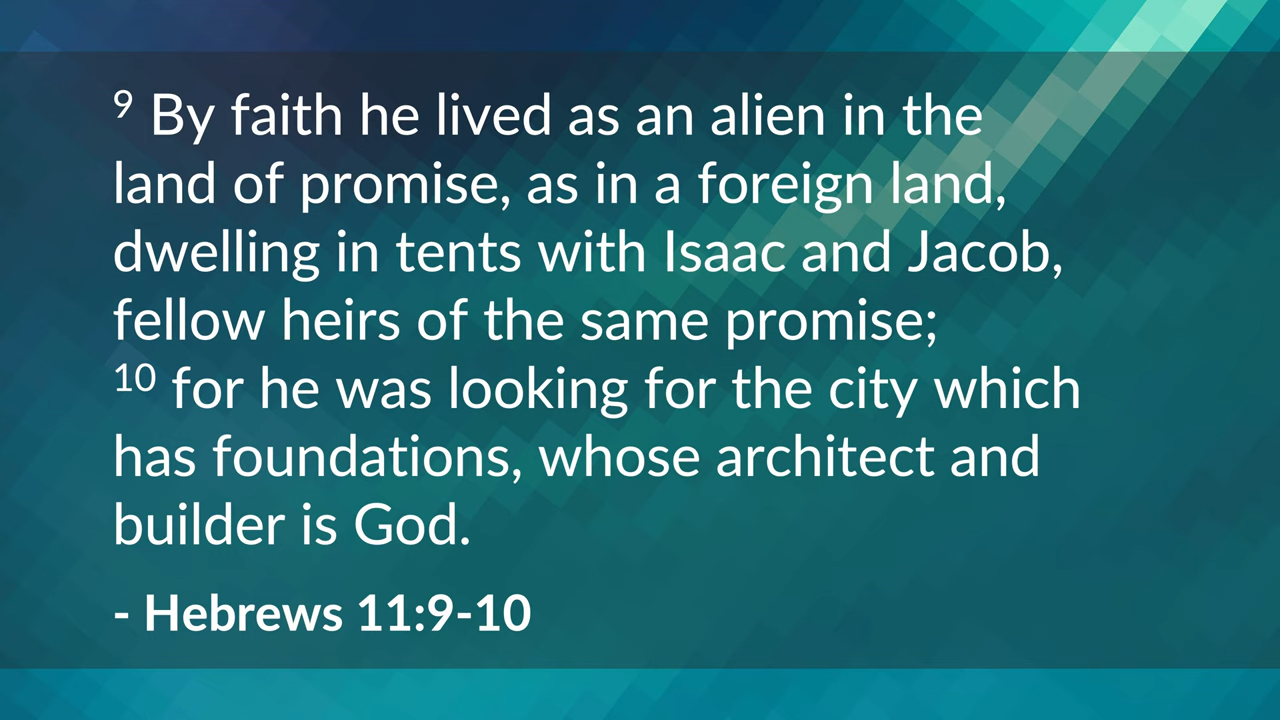 9 By faith he lived as an alien in the
land of promise, as in a foreign land,
dwelling in tents with Isaac and Jacob,
fellow heirs of the same promise;
10 for he was looking for the city which
has foundations, whose architect and
builder is God.
- Hebrews 11:9-10